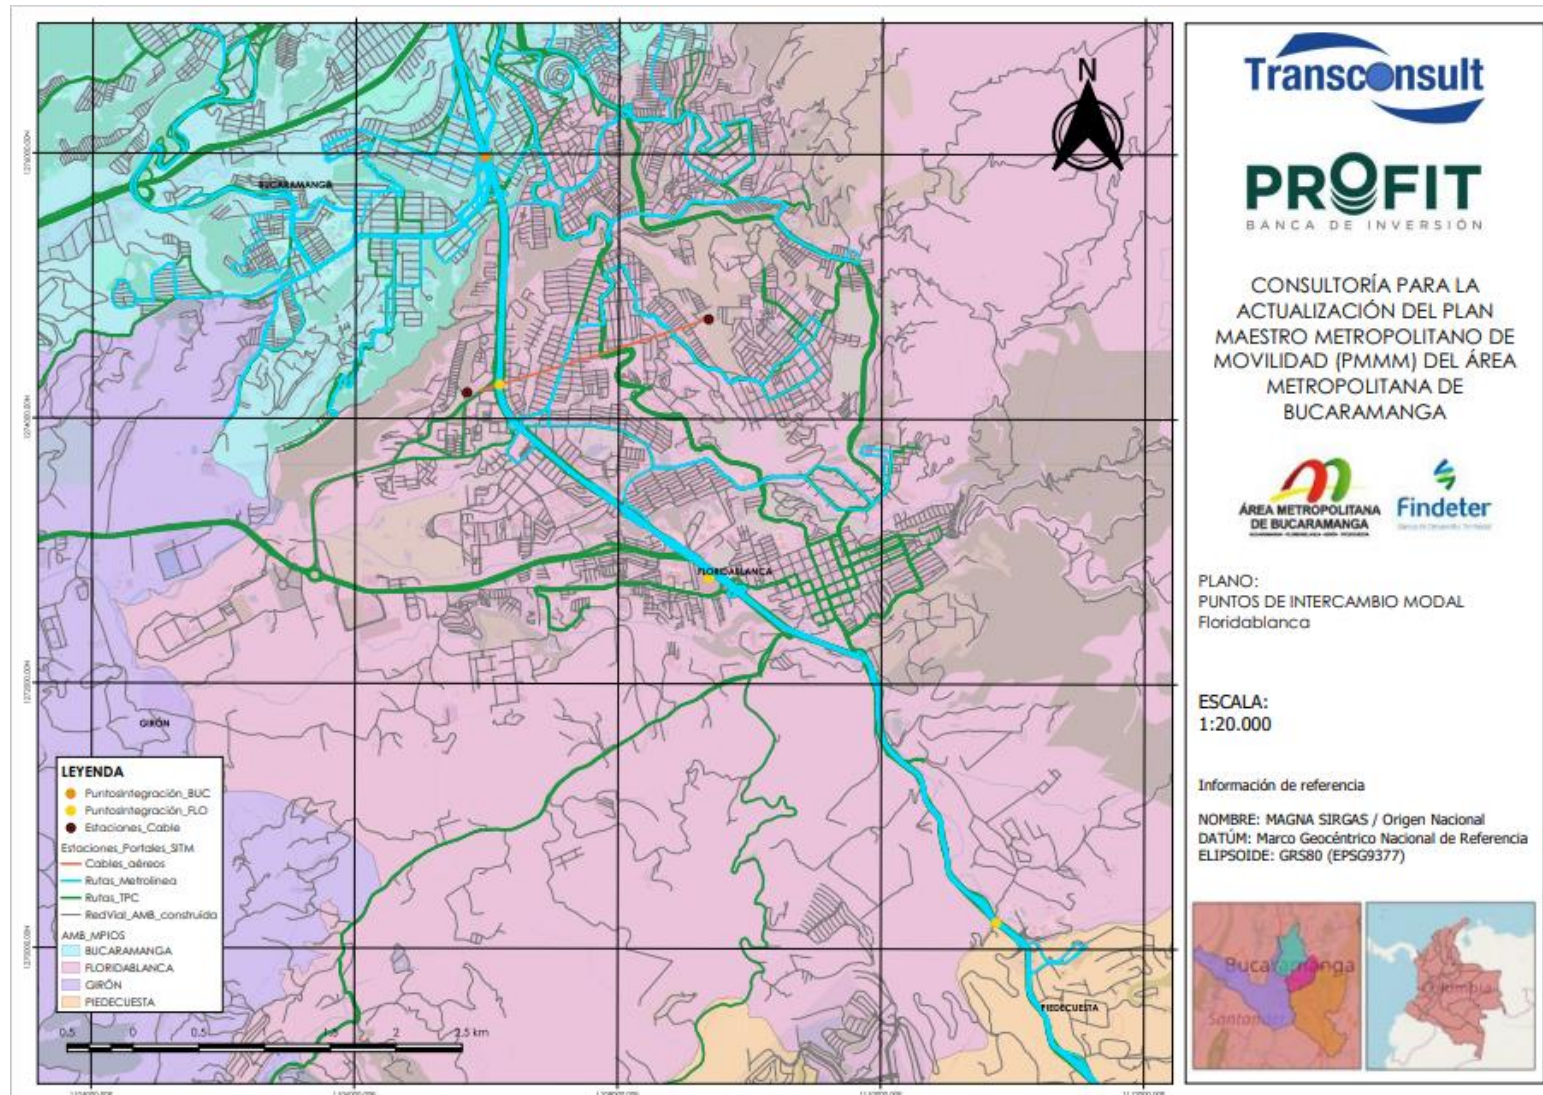 BUCARAMANGA
FLORIDABLANCA
GIRÓN
PIEDECUESTA
N
LEYENDA
PuntosIntegración_BUC
PuntosIntegración_FLO
Estaciones_Cable
Estaciones_Portales_SITM
Cables_aéreos
Rutas_Metrolinea
Rutas_TPC
RedVial_AMB_construida
AMB_MPIOS
BUCARAMANGA
FLORIDABLANCA
GIRÓN
PIEDECUESTA
0.5 0 0.5 1.5 2 2.5 km
Transconsult
PROFIT
BANCA DE INVERSIÓN
CONSULTORÍA PARA LA
ACTUALIZACIÓN DEL PLAN
MAESTRO METROPOLITANO DE
MOVILIDAD (PMMM) DEL ÁREA
METROPOLITANA DE
BUCARAMANGA
ÁREA METROPOLITANA
DE BUCARAMANGA
Findeter
PLANO:
PUNTOS DE INTERCAMBIO MODAL
Floridablanca
ESCALA:
1:20.000
Información de referencia
NOMBRE: MAGNA SIRGAS / Origen Nacional
DATÚM: Marco Geocéntrico Nacional de Referencia
ELIPSOIDE: GRS80 (EPSG9377)
Bucaramanga
Santander
Colombia